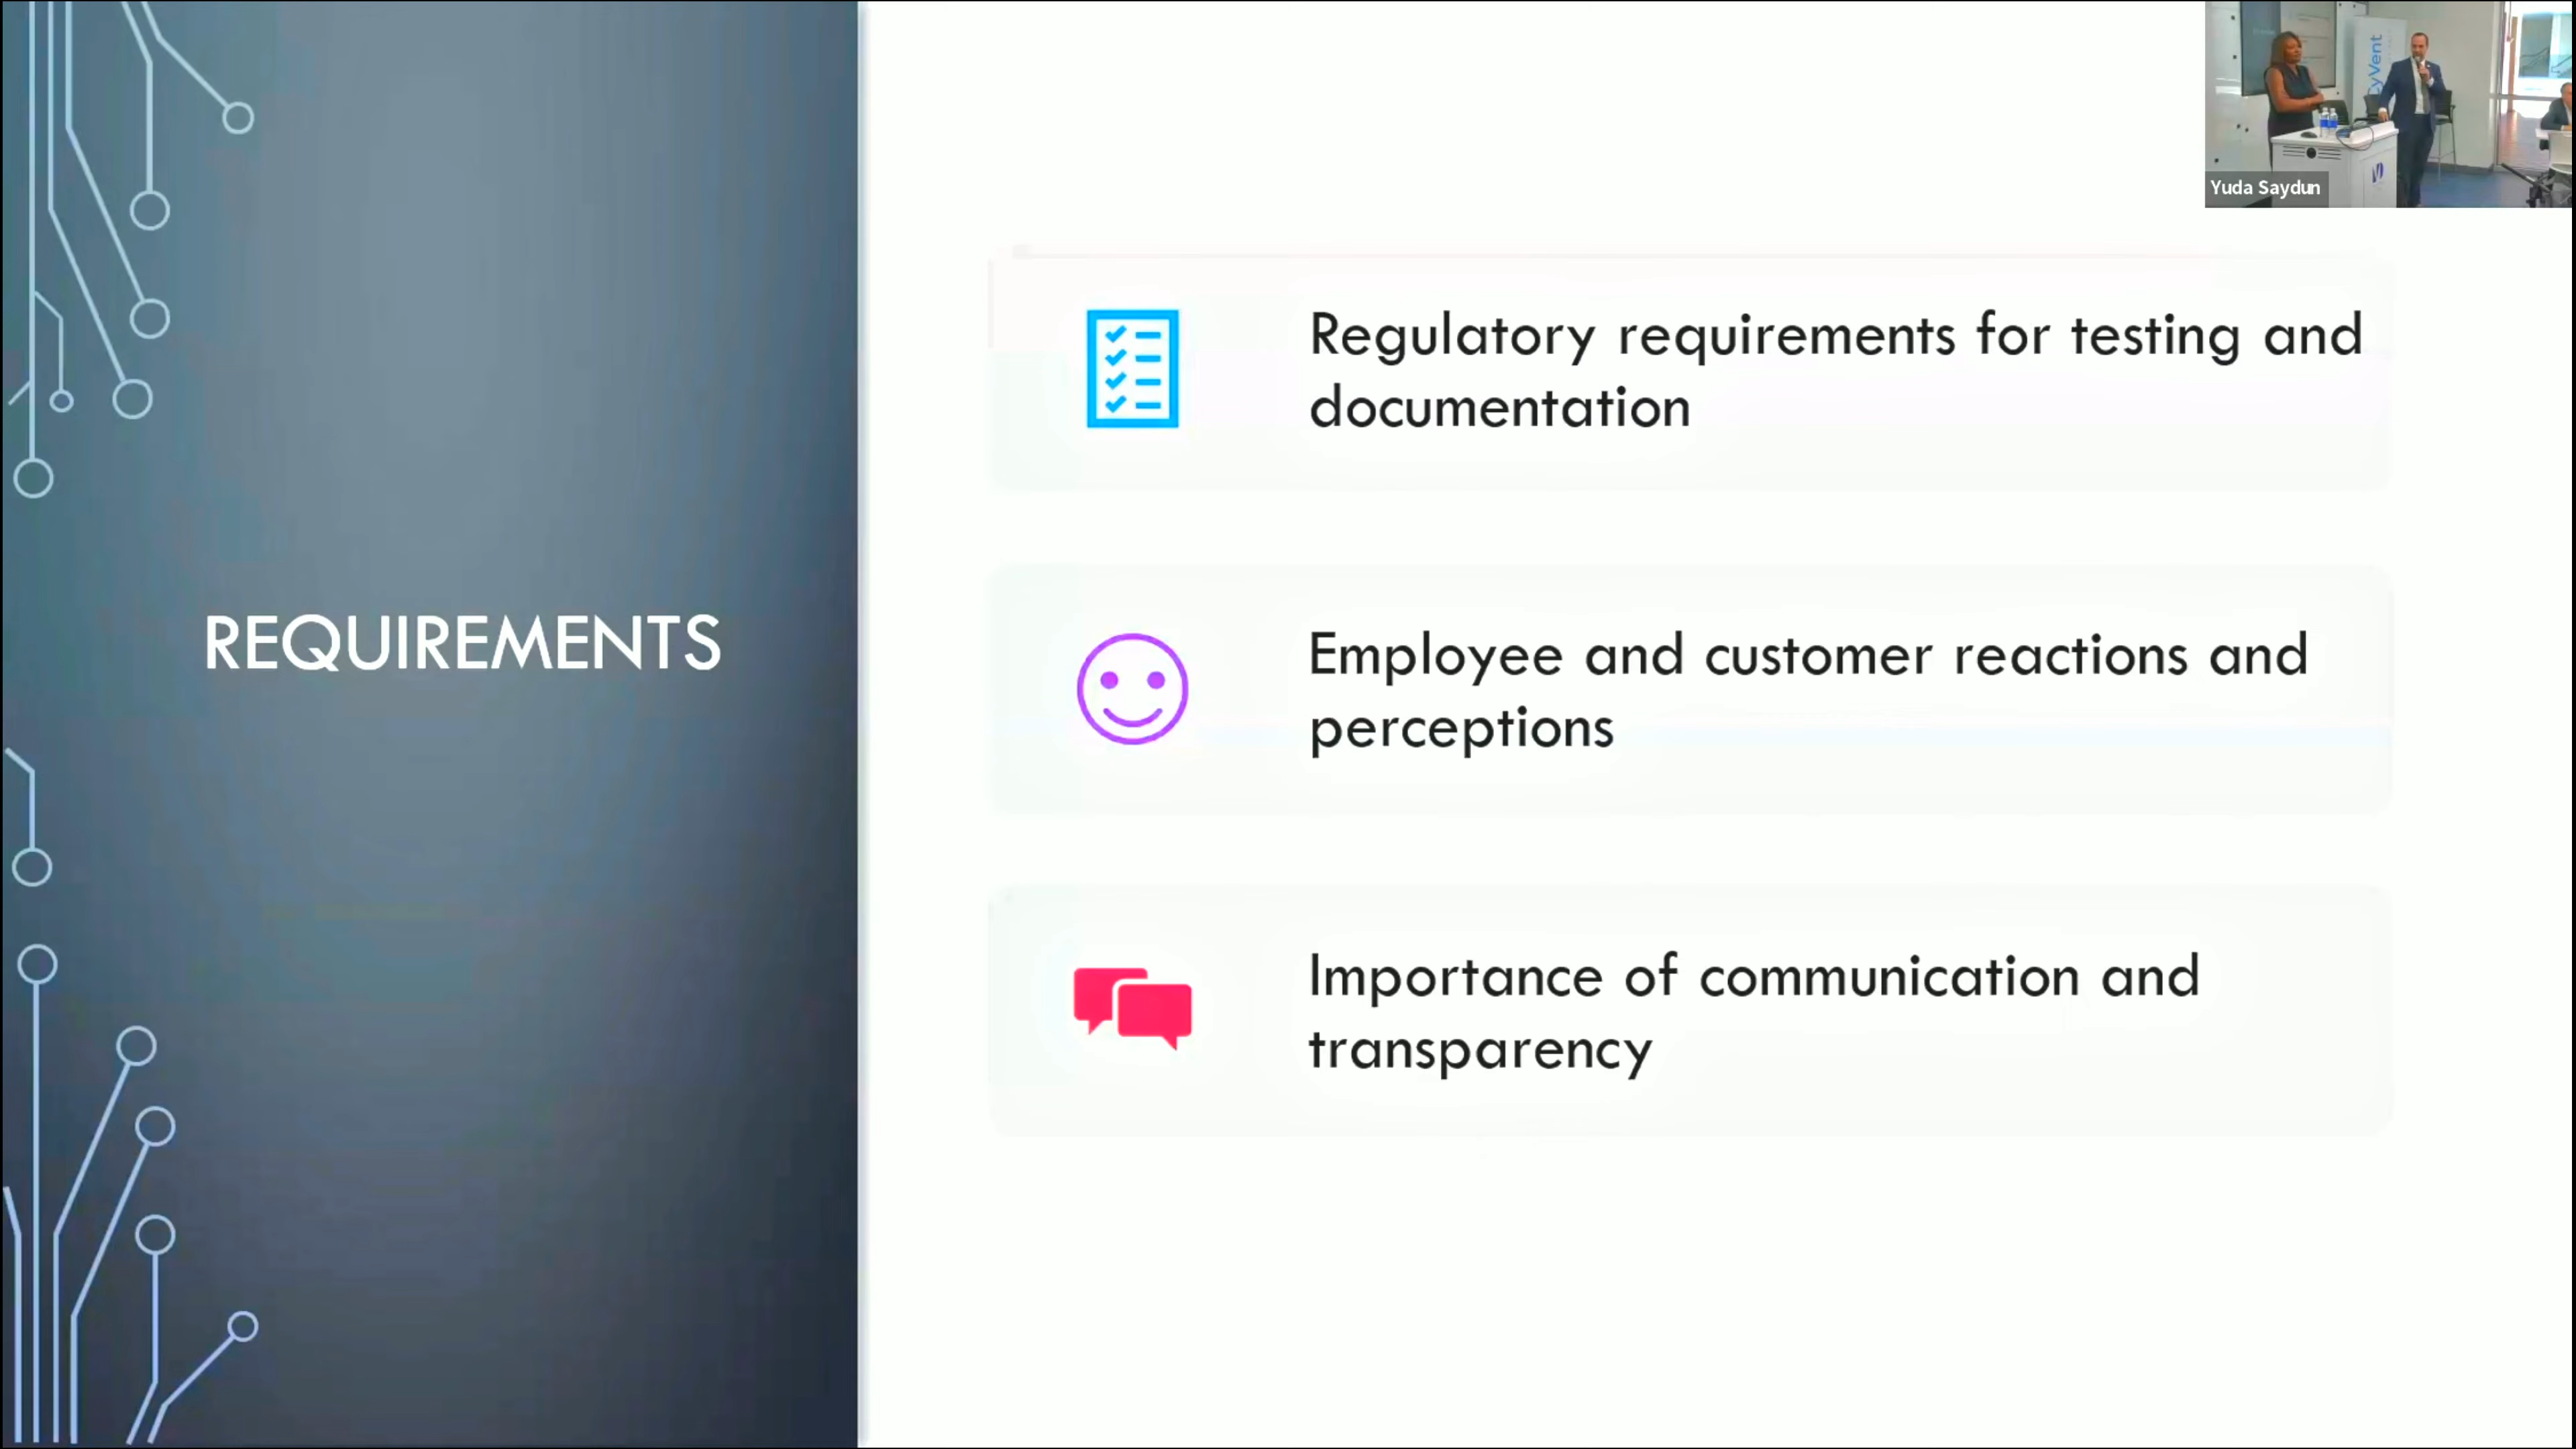 REQUIREMENTS
Regulatory requirements for testing and
documentation
Employee and customer reactions and
perceptions
Importance of communication and
transparency
yVent
Yuda Saydun